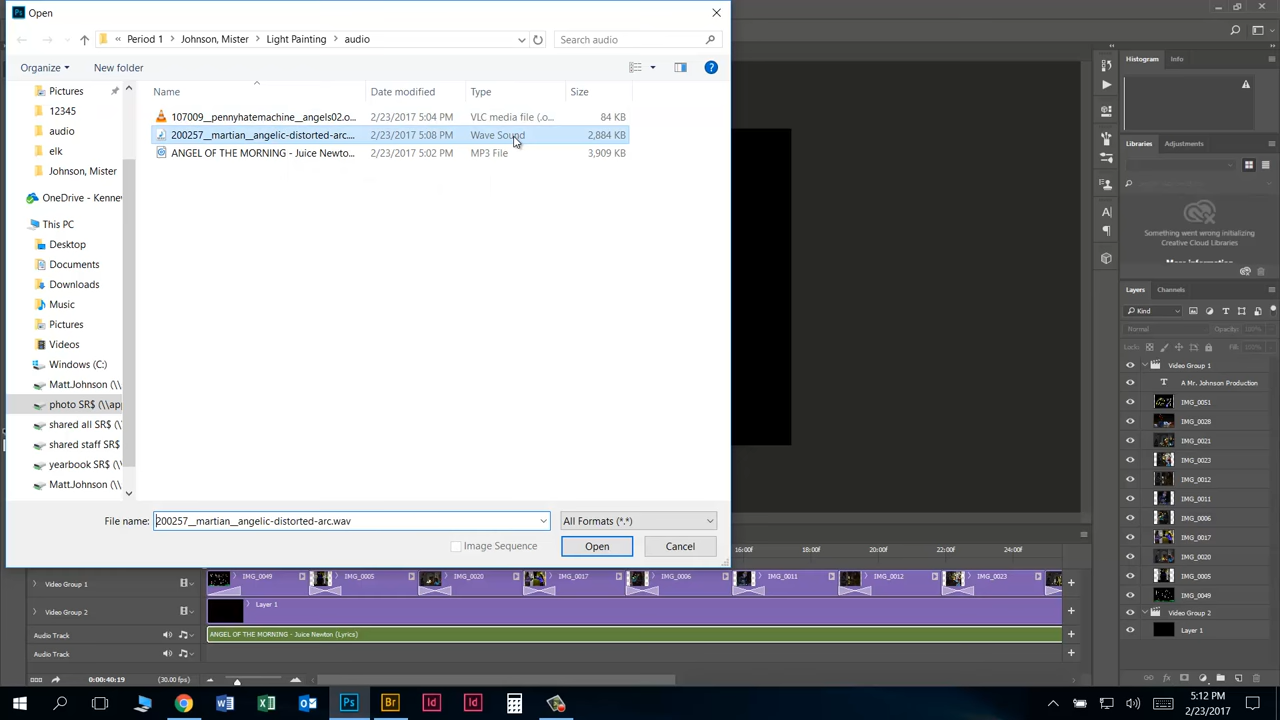 Open
Period 1 > Johnson, Mister > Light Painting > audio
Search audio
Organize
New folder
Name Date modified Type Size
Pictures
12345
audio
elk
Johnson, Mister
OneDrive - Kennew
This PC
Desktop
Documents
Downloads
Music
Pictures
Videos
Windows (C:)
MattJohnson (\\
photo SR$ (\\app
shared all SR$ (\\
shared staff SR$ (\\
yearbook SR$ (\\
MattJohnson (\\
107009__pennyhatemachine__angels02.o... 2/23/2017 5:04 PM VLC media file (.o... 84 KB
200257__martian__angelic-distorted-arc.... 2/23/2017 5:08 PM Wave Sound 2,884 KB
ANGEL OF THE MORNING - Juice Newto... 2/23/2017 5:02 PM MP3 File 3,909 KB
File name: 200257__martian__angelic-distorted-arc.wav
All Formats (*.*)
Image Sequence
Open
Cancel
Histogram Info
Libraries Adjustments
Something went wrong initializing
Creative Cloud Libraries
Layers Channels
Kind
Normal Opacity: 100%
Lock: Fill: 100%
Video Group 1
A Mr. Johnson Production
IMG_0051
IMG_0028
IMG_0021
IMG_0023
IMG_0012
IMG_0011
IMG_0006
IMG_0017
IMG_0020
IMG_0005
IMG_0049
Video Group 2
Layer 1
16:00f 18:00f 20:00f 22:00f 24:00f
Video Group 1
IMG_0049 IMG_0005 IMG_0020 IMG_0017 IMG_0006 IMG_0011 IMG_0012 IMG_0023
Video Group 2
Layer 1
Audio Track
ANGEL OF THE MORNING - Juice Newton (Lyrics)
Audio Track
0:00:40:19
(30.00 fps)
5:12 PM
2/23/2017